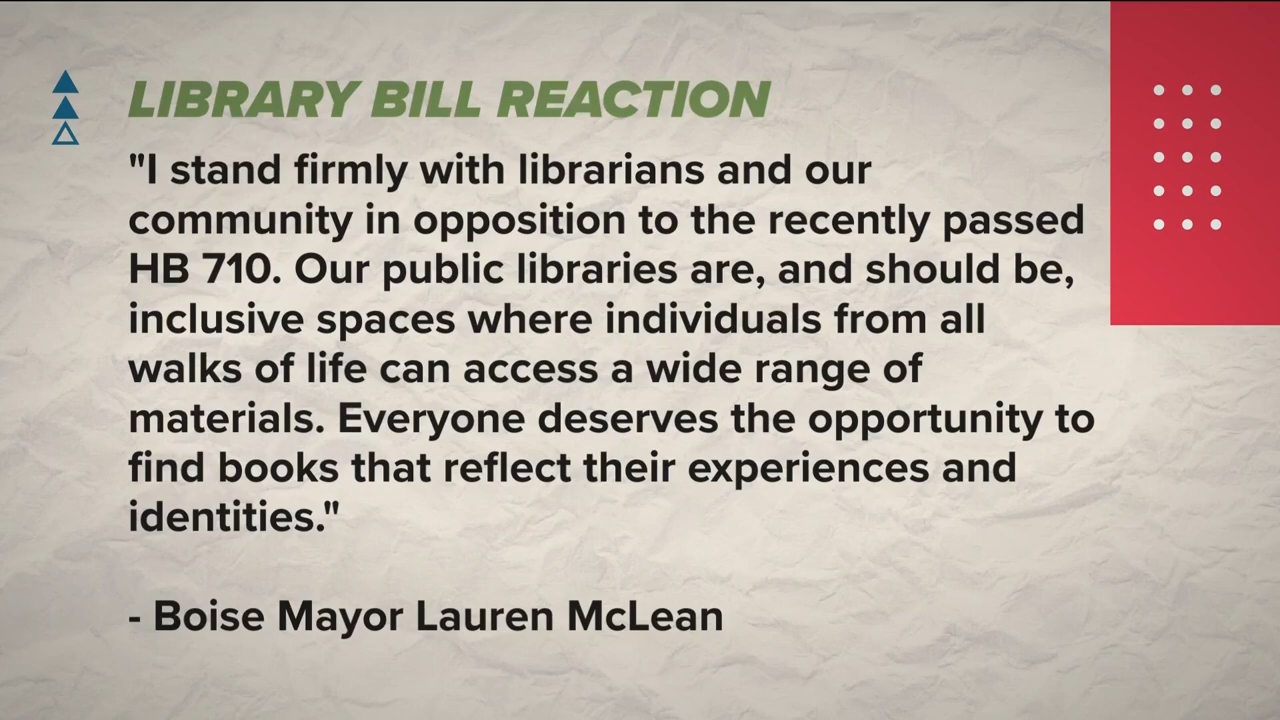 LIBRARY BILL REACTION
"I stand firmly with librarians and our
community in opposition to the recently passed
HB 710. Our public libraries are, and should be,
inclusive spaces where individuals from all
walks of life can access a wide range of
materials. Everyone deserves the opportunity to
find books that reflect their experiences and
identities."
- Boise Mayor Lauren McLean